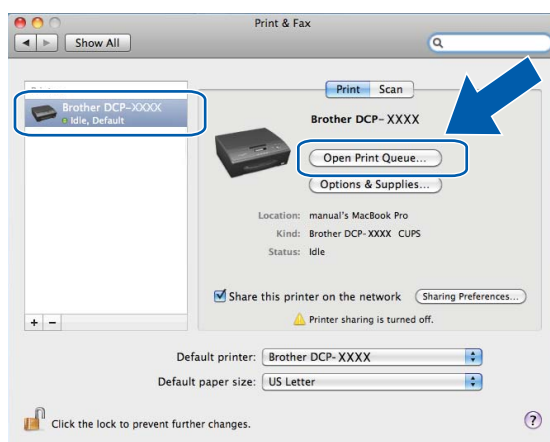 Print & Fax
Show All
Print Scan
Brother DCP-XXXX
Idle, Default
Brother DCP- XXXX
Open Print Queue...
Options & Supplies...
Location: manual's MacBook Pro
Kind: Brother DCP- XXXX CUPS
Status: Idle
Share this printer on the network Sharing Preferences...
Printer sharing is turned off.
+ −
Default printer: Brother DCP- XXXX
Default paper size: US Letter
Click the lock to prevent further changes.
?